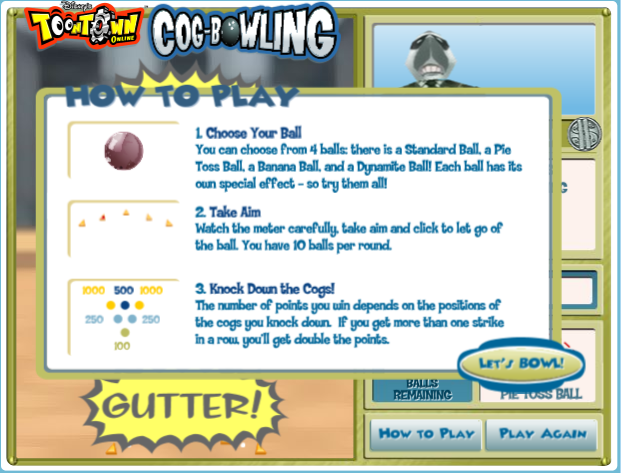 Disney's
TOONTOWN
ONLINE
COG-BOWLING
HOW TO PLAY
1. Choose Your Ball
You can choose from 4 balls: there is a Standard Ball, a Pie
Toss Ball, a Banana Ball, and a Dynamite Ball! Each ball has its
own special effect - so try them all!
2. Take Aim
Watch the meter carefully, take aim and click to let go of
the ball. You have 10 balls per round.
1000 500 1000
250 250
100
3. Knock Down the Cogs!
The number of points you win depends on the positions of
the cogs you knock down. If you get more than one strike
in a row, you'll get double the points.
LET'S BOWL!
GUTTER!
BALLS
REMAINING
PIE TOSS BALL
HOW TO PLAY
PLAY AGAIN